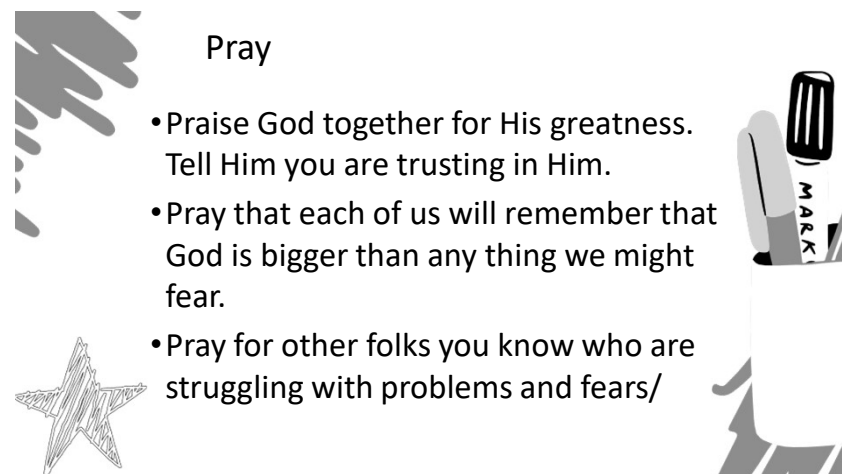 Pray
•Praise God together for His greatness.
Tell Him you are trusting in Him.
•Pray that each of us will remember that
God is bigger than any thing we might
fear.
•Pray for other folks you know who are
struggling with problems and fears/
MARK